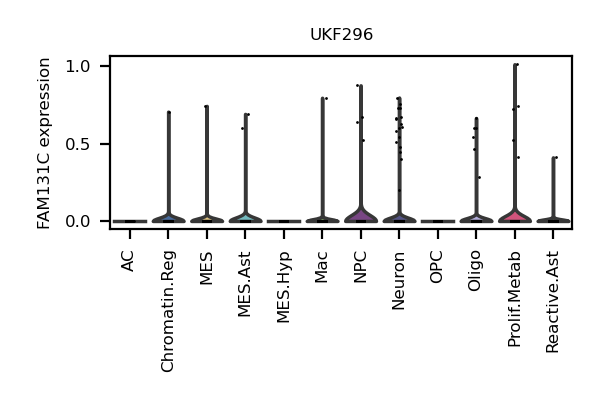 UKF296
FAM131C expression
1.0
0.5
0.0
AC
Chromatin.Reg
MES
MES.Ast
MES.Hyp
Mac
NPC
Neuron
OPC
Oligo
Prolif.Metab
Reactive.Ast